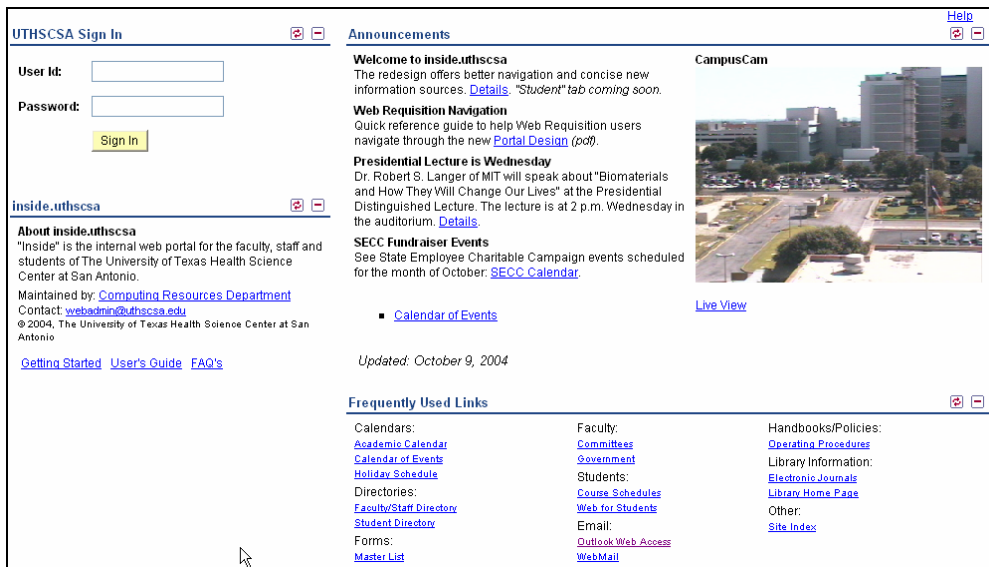 Help
UTHSCSA Sign In
User Id:
Password:
Sign In
inside.uthscsa
About inside.uthscsa
"Inside" is the internal web portal for the faculty, staff and
students of The University of Texas Health Science
Center at San Antonio.
Maintained by: Computing Resources Department
Contact: webadmin@uthscsa.edu
© 2004, The University of Texas Health Science Center at San
Antonio
Getting Started User's Guide FAQ's
Announcements
Welcome to inside.uthscsa
The redesign offers better navigation and concise new
information sources. Details. "Student" tab coming soon.
Web Requisition Navigation
Quick reference guide to help Web Requisition users
navigate through the new Portal Design (pdf).
Presidential Lecture is Wednesday
Dr. Robert S. Langer of MIT will speak about "Biomaterials
and How They Will Change Our Lives" at the Presidential
Distinguished Lecture. The lecture is at 2 p.m. Wednesday in
the auditorium. Details.
SECC Fundraiser Events
See State Employee Charitable Campaign events scheduled
for the month of October: SECC Calendar.
Calendar of Events
Updated: October 9, 2004
CampusCam
Live View
Frequently Used Links
Calendars:
Academic Calendar
Calendar of Events
Holiday Schedule
Directories:
Faculty/Staff Directory
Student Directory
Forms:
Master List
Faculty:
Committees
Government
Students:
Course Schedules
Web for Students
Email:
Outlook Web Access
WebMail
Handbooks/Policies:
Operating Procedures
Library Information:
Electronic Journals
Library Home Page
Other:
Site Index